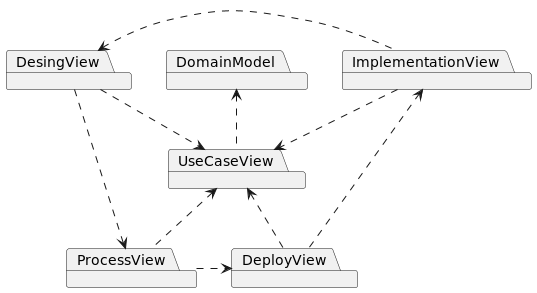 DesingView
DomainModel
ImplementationView
UseCaseView
ProcessView
DeployView